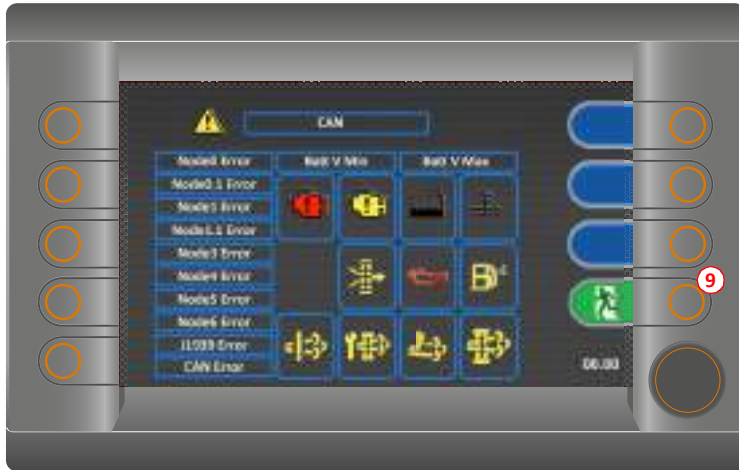 CAN
Node0 Error
Batt V Min
Batt V Max
Node0.1 Error
Node1 Error
Node1.1 Error
Node3 Error
Node4 Error
Node5 Error
Node6 Error
J1939 Error
CAN Error
9
00.00